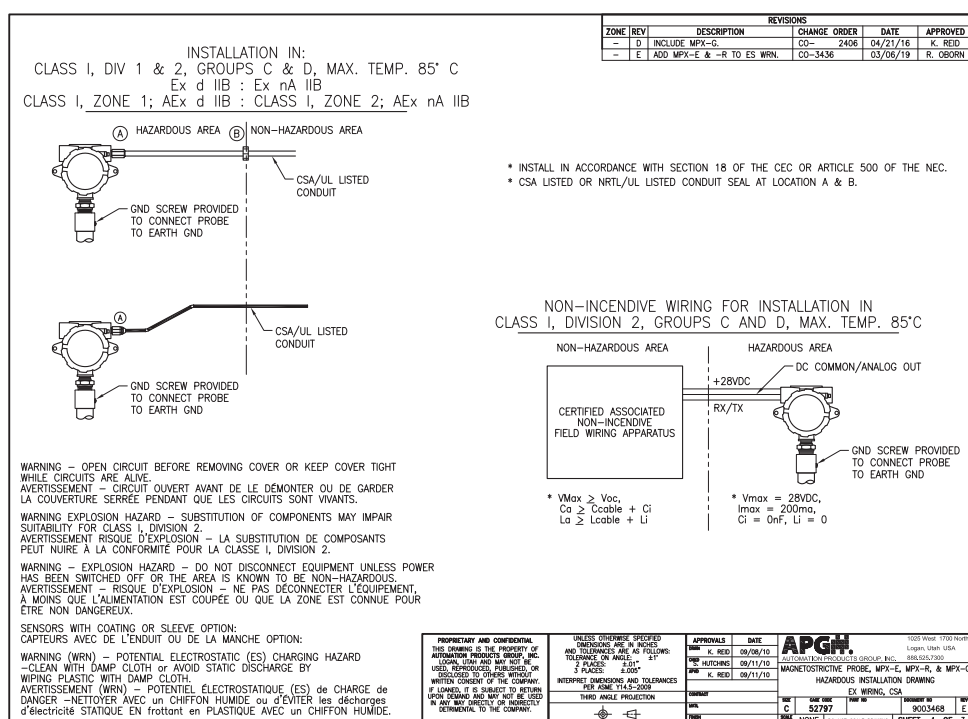 REVISIONS
ZONE REV DESCRIPTION CHANGE ORDER DATE APPROVED
– D INCLUDE MPX–G. CO– 2406 04/21/16 K. REID
– E ADD MPX–E & –R TO ES WRN. CO–3436 03/06/19 R. OBORN
INSTALLATION IN:
CLASS I, DIV 1 & 2, GROUPS C & D, MAX. TEMP. 85° C
Ex d IIB : Ex nA IIB
CLASS I, ZONE 1; AEx d IIB : CLASS I, ZONE 2; AEx nA IIB
A HAZARDOUS AREA B NON–HAZARDOUS AREA
CSA/UL LISTED
CONDUIT
GND SCREW PROVIDED
TO CONNECT PROBE
TO EARTH GND
* INSTALL IN ACCORDANCE WITH SECTION 18 OF THE CEC OR ARTICLE 500 OF THE NEC.
* CSA LISTED OR NRTL/UL LISTED CONDUIT SEAL AT LOCATION A & B.
A
CSA/UL LISTED
CONDUIT
GND SCREW PROVIDED
TO CONNECT PROBE
TO EARTH GND
NON–INCENDIVE WIRING FOR INSTALLATION IN
CLASS I, DIVISION 2, GROUPS C AND D, MAX. TEMP. 85°C
NON–HAZARDOUS AREA HAZARDOUS AREA
DC COMMON/ANALOG OUT
+28VDC
RX/TX
CERTIFIED ASSOCIATED
NON–INCENDIVE
FIELD WIRING APPARATUS
GND SCREW PROVIDED
TO CONNECT PROBE
TO EARTH GND
* VMax ≥ Voc,
Ca ≥ Ccable + Ci
La ≥ Lcable + Li
* Vmax = 28VDC,
Imax = 200ma,
Ci = 0nF, Li = 0
WARNING – OPEN CIRCUIT BEFORE REMOVING COVER OR KEEP COVER TIGHT
WHILE CIRCUITS ARE ALIVE.
AVERTISSEMENT – CIRCUIT OUVERT AVANT DE LE DÉMONTER OU DE GARDER
LA COUVERTURE SERRÉE PENDANT QUE LES CIRCUITS SONT VIVANTS.
WARNING EXPLOSION HAZARD – SUBSTITUTION OF COMPONENTS MAY IMPAIR
SUITABILITY FOR CLASS I, DIVISION 2.
AVERTISSEMENT RISQUE D'EXPLOSION – LA SUBSTITUTION DE COMPOSANTS
PEUT NUIRE À LA CONFORMITÉ POUR LA CLASSE I, DIVISION 2.
WARNING – EXPLOSION HAZARD – DO NOT DISCONNECT EQUIPMENT UNLESS POWER
HAS BEEN SWITCHED OFF OR THE AREA IS KNOWN TO BE NON–HAZARDOUS.
AVERTISSEMENT – RISQUE D'EXPLOSION – NE PAS DÉCONNECTER L'ÉQUIPEMENT,
À MOINS QUE L'ALIMENTATION EST COUPÉE OU QUE LA ZONE EST CONNUE POUR
ÊTRE NON DANGEREUX.
SENSORS WITH COATING OR SLEEVE OPTION:
CAPTEURS AVEC DE L'ENDUIT OU DE LA MANCHE OPTION:
WARNING (WRN) – POTENTIAL ELECTROSTATIC (ES) CHARGING HAZARD
–CLEAN WITH DAMP CLOTH or AVOID STATIC DISCHARGE BY
WIPING PLASTIC WITH DAMP CLOTH.
AVERTISSEMENT (WRN) – POTENTIEL ÉLECTROSTATIQUE (ES) de CHARGE de
DANGER –NETTOYER AVEC un CHIFFON HUMIDE ou d'ÉVITER les décharges
d'électricité STATIQUE EN frottant en PLASTIQUE AVEC un CHIFFON HUMIDE.
PROPRIETARY AND CONFIDENTIAL
THIS DRAWING IS THE PROPERTY OF
AUTOMATION PRODUCTS GROUP, INC.
LOGAN, UTAH AND MAY NOT BE
USED, REPRODUCED, PUBLISHED, OR
DISCLOSED TO OTHERS WITHOUT
WRITTEN CONSENT OF THE COMPANY.
IF LOANED, IT IS SUBJECT TO RETURN
UPON DEMAND AND MAY NOT BE USED
IN ANY WAY DIRECTLY OR INDIRECTLY
DETRIMENTAL TO THE COMPANY.
UNLESS OTHERWISE SPECIFIED
DIMENSIONS ARE IN INCHES
AND TOLERANCES ARE AS FOLLOWS:
TOLERANCE ON ANGLE: ±1°
2 PLACES: ±.01"
3 PLACES: ±.005"
INTERPRET DIMENSIONS AND TOLERANCES
PER ASME Y14.5–2009
THIRD ANGLE PROJECTION
APPROVALS DATE
K. REID 09/08/10
S. HUTCHINS 09/11/10
K. REID 09/11/10
CONTRACT
MATL
FINISH
APG
AUTOMATION PRODUCTS GROUP, INC.
1025 West 1700 North
Logan, Utah USA
888.525.7300
MAGNETOSTRICTIVE PROBE, MPX–E, MPX–R, & MPX–G
HAZARDOUS INSTALLATION DRAWING
EX WIRING, CSA
SIZE CAGE CODE PART NO DOCUMENT NO REV
C 52797 9003468 E
SCALE NONE